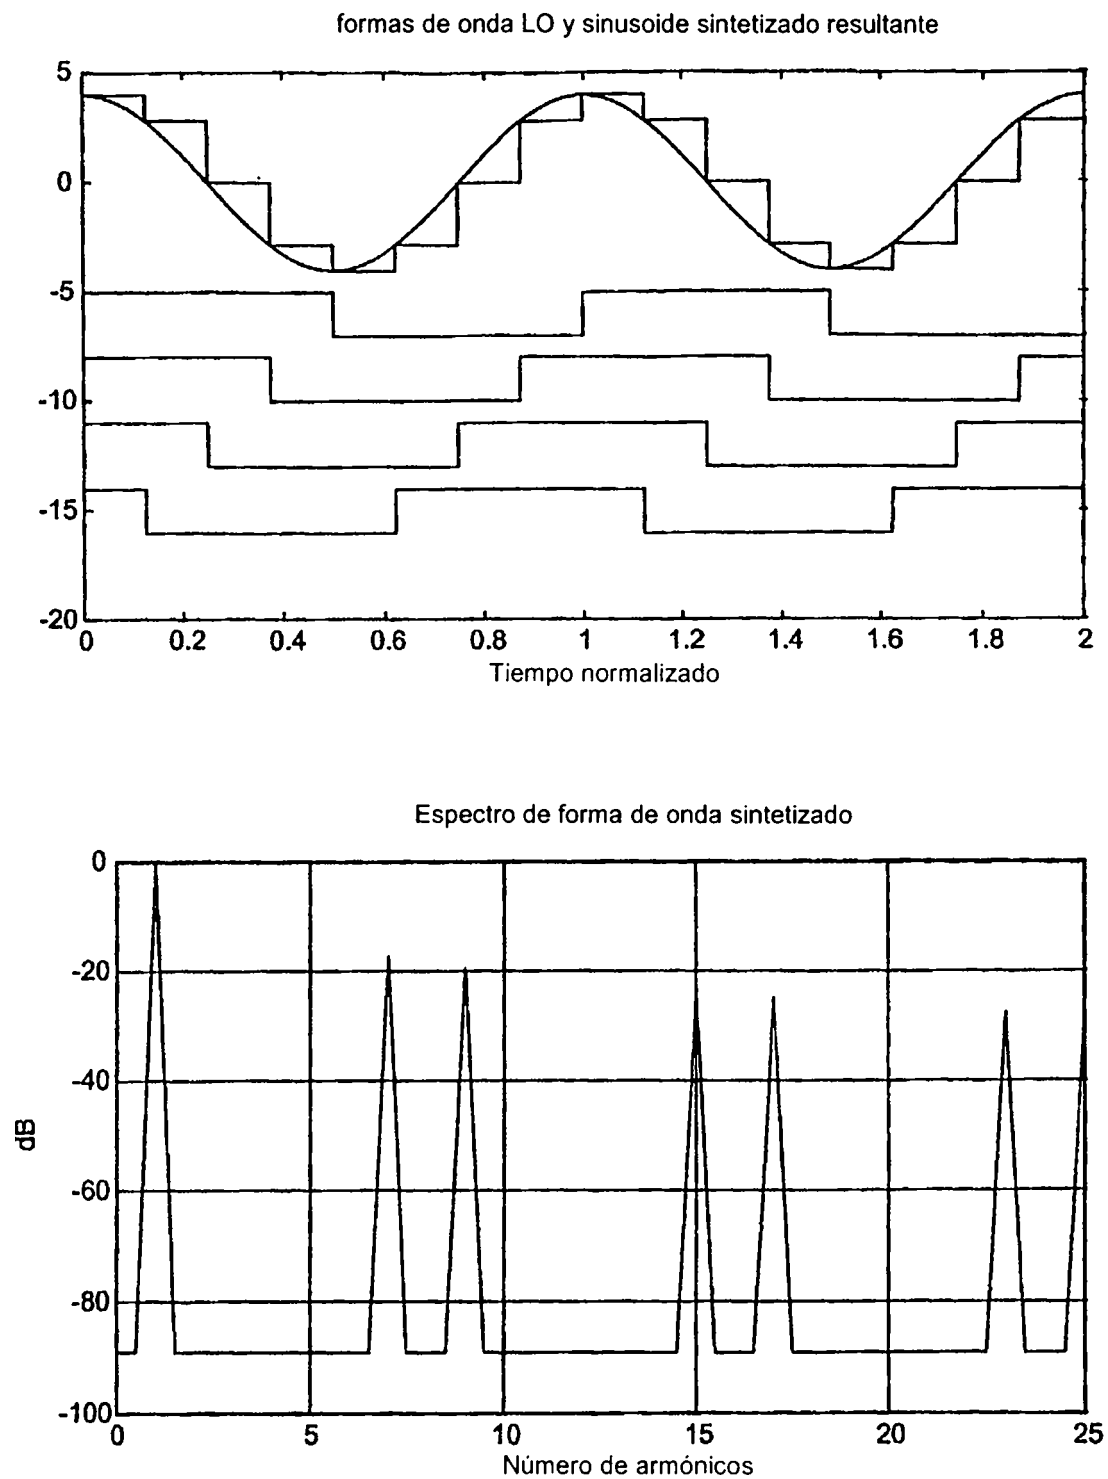 formas de onda LO y sinusoide sintetizado resultante
5
0
-5
-10
-15
-20
0 0.2 0.4 0.6 0.8 1 1.2 1.4 1.6 1.8 2
Tiempo normalizado
Espectro de forma de onda sintetizado
0
-20
-40
dB
-60
-80
-100
0 5 10 15 20 25
Número de armónicos